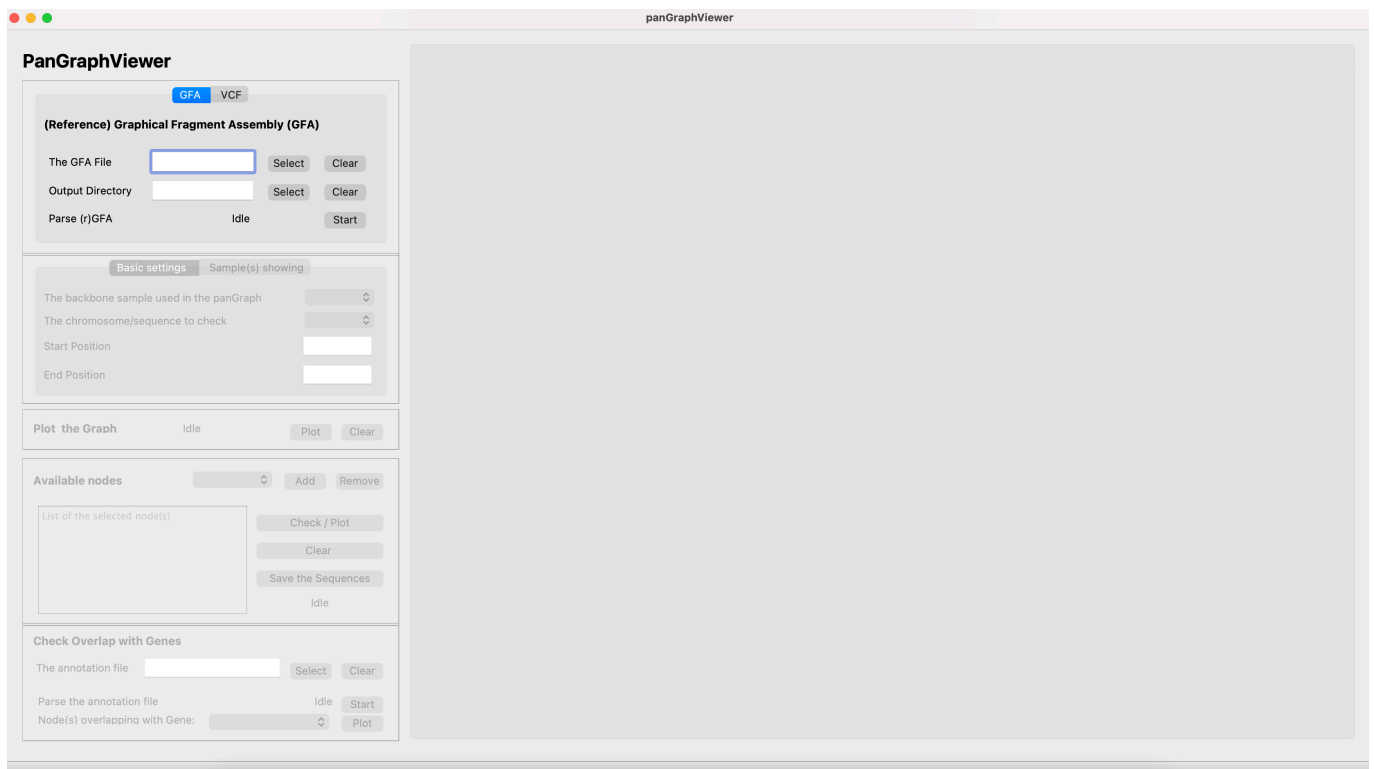 panGraphViewer
PanGraphViewer
GFA VCF
(Reference) Graphical Fragment Assembly (GFA)
The GFA File Select Clear
Output Directory Select Clear
Parse (r)GFA Idle Start
Basic settings Sample(s) showing
The backbone sample used in the panGraph
The chromosome/sequence to check
Start Position
End Position
Plot the Graph Idle Plot Clear
Available nodes Add Remove
List of the selected node(s)
Check / Plot
Clear
Save the Sequences
Idle
Check Overlap with Genes
The annotation file Select Clear
Parse the annotation file Idle Start
Node(s) overlapping with Gene: Plot